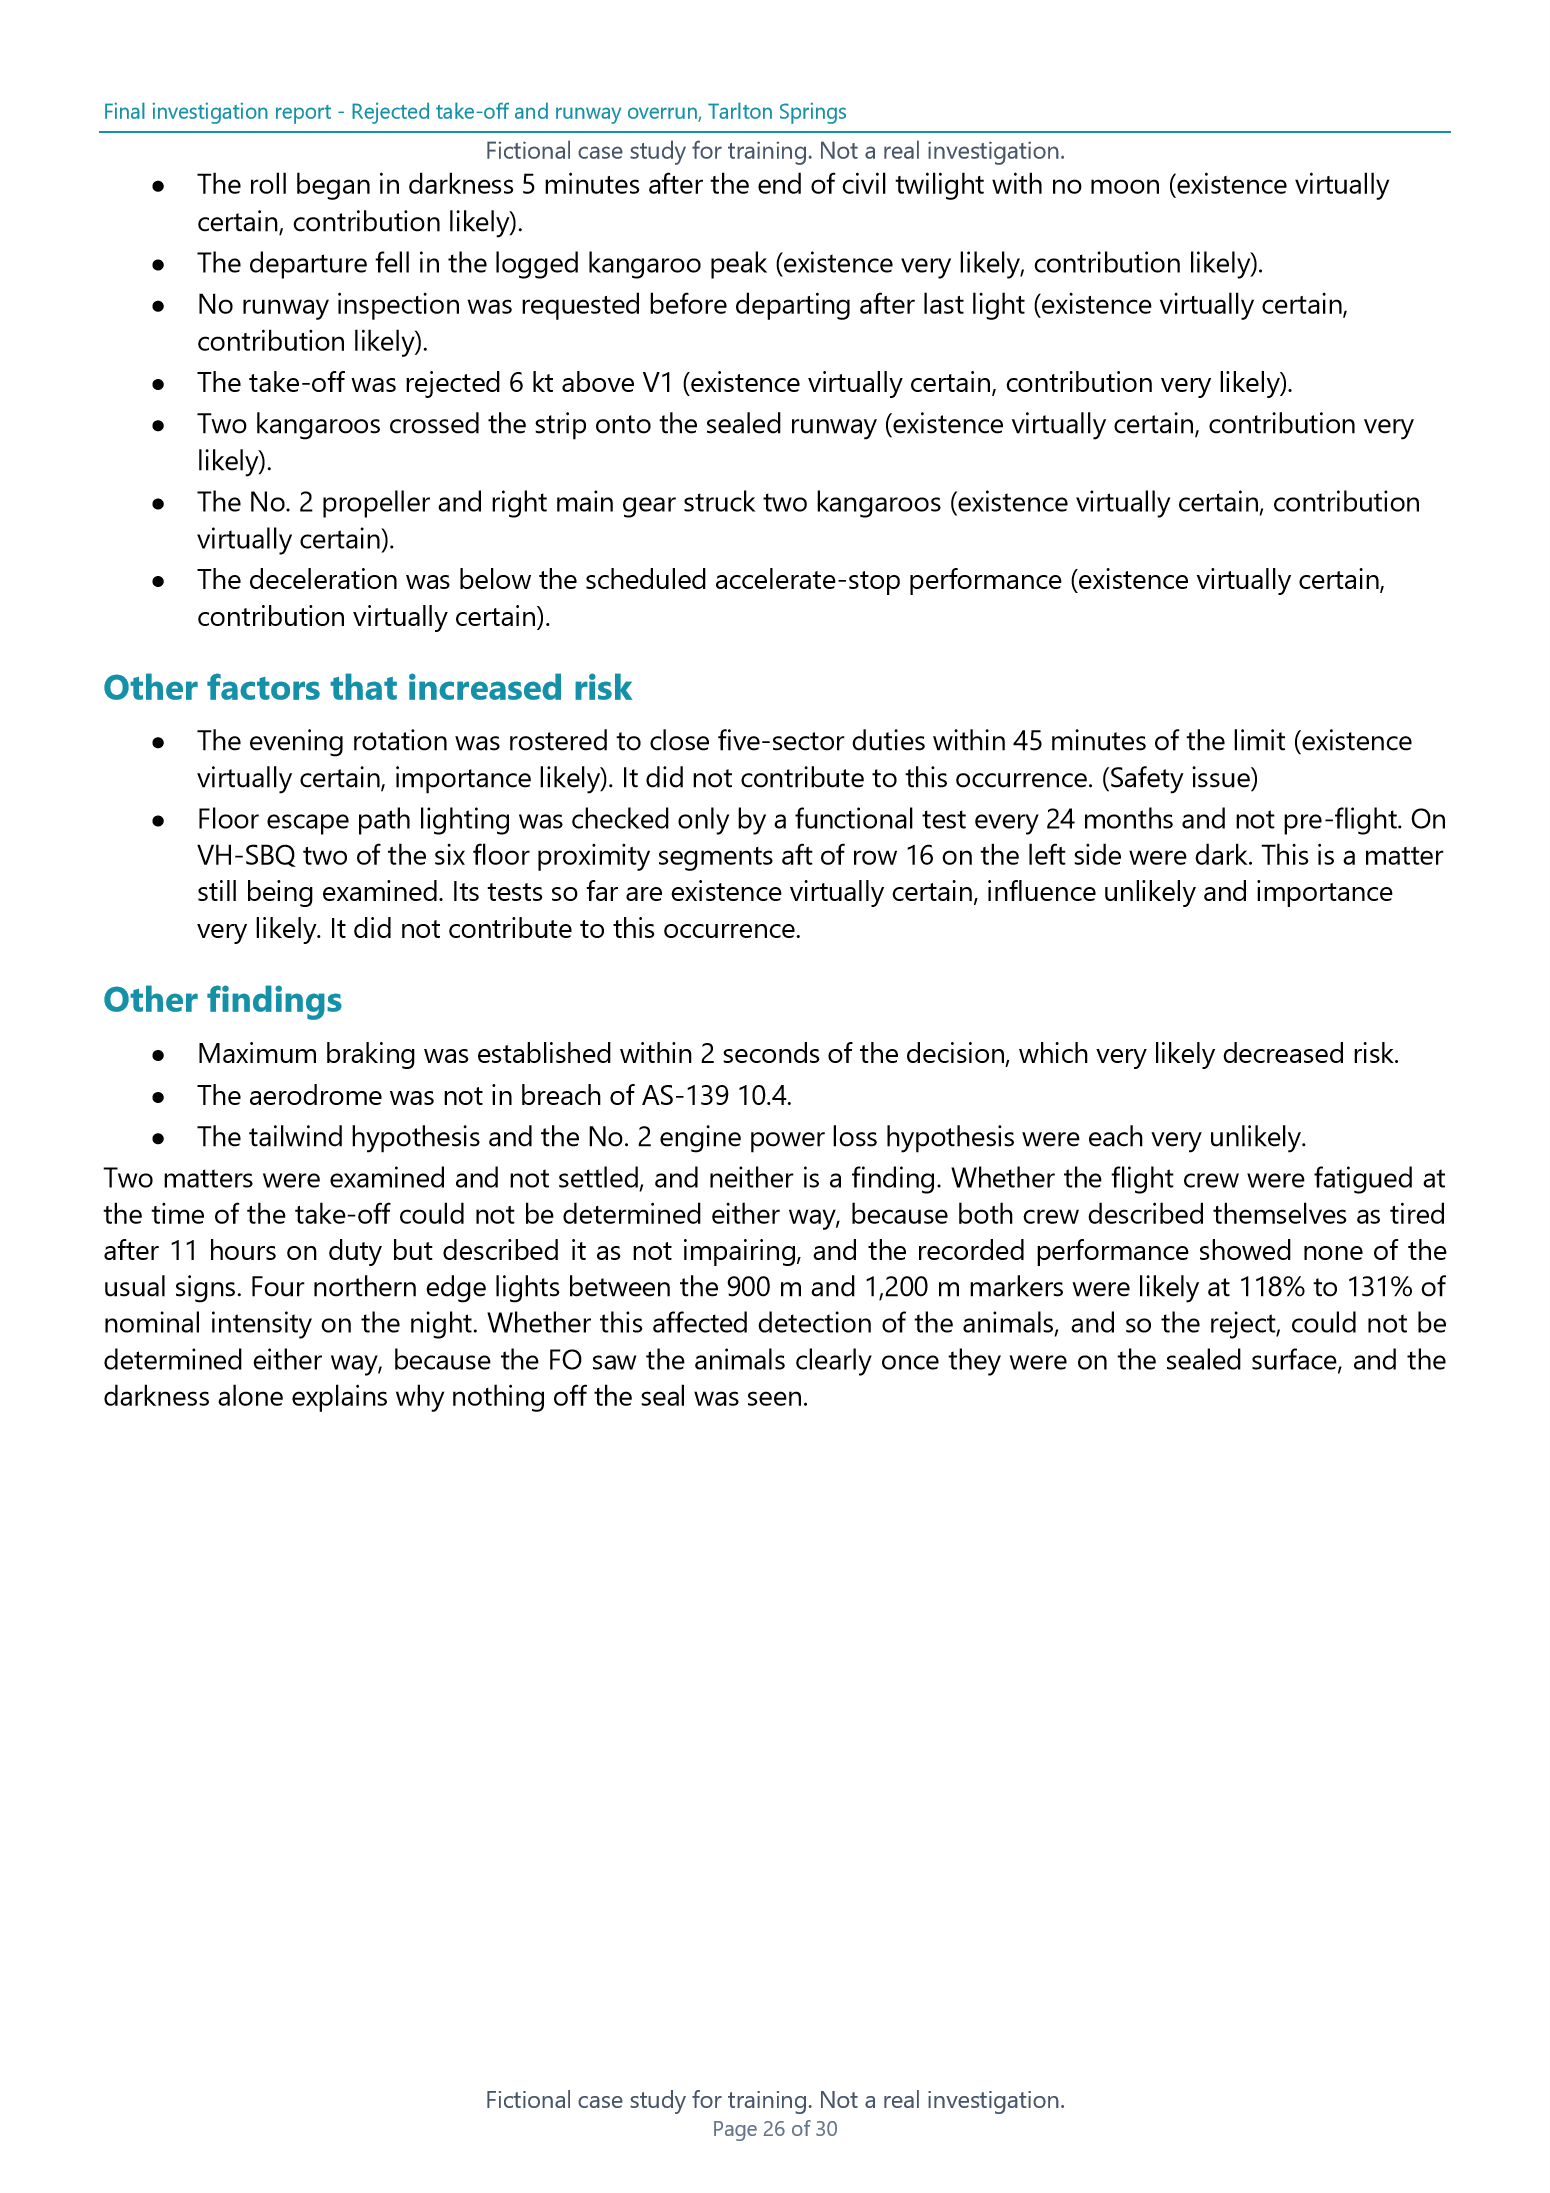 Final investigation report - Rejected take-off and runway overrun, Tarlton Springs
Fictional case study for training. Not a real investigation.
● The roll began in darkness 5 minutes after the end of civil twilight with no moon (existence virtually
certain, contribution likely).
● The departure fell in the logged kangaroo peak (existence very likely, contribution likely).
● No runway inspection was requested before departing after last light (existence virtually certain,
contribution likely).
● The take-off was rejected 6 kt above V1 (existence virtually certain, contribution very likely).
● Two kangaroos crossed the strip onto the sealed runway (existence virtually certain, contribution very
likely).
● The No. 2 propeller and right main gear struck two kangaroos (existence virtually certain, contribution
virtually certain).
● The deceleration was below the scheduled accelerate-stop performance (existence virtually certain,
contribution virtually certain).
Other factors that increased risk
● The evening rotation was rostered to close five-sector duties within 45 minutes of the limit (existence
virtually certain, importance likely). It did not contribute to this occurrence. (Safety issue)
● Floor escape path lighting was checked only by a functional test every 24 months and not pre-flight. On
VH-SBQ two of the six floor proximity segments aft of row 16 on the left side were dark. This is a matter
still being examined. Its tests so far are existence virtually certain, influence unlikely and importance
very likely. It did not contribute to this occurrence.
Other findings
● Maximum braking was established within 2 seconds of the decision, which very likely decreased risk.
● The aerodrome was not in breach of AS-139 10.4.
● The tailwind hypothesis and the No. 2 engine power loss hypothesis were each very unlikely.
Two matters were examined and not settled, and neither is a finding. Whether the flight crew were fatigued at
the time of the take-off could not be determined either way, because both crew described themselves as tired
after 11 hours on duty but described it as not impairing, and the recorded performance showed none of the
usual signs. Four northern edge lights between the 900 m and 1,200 m markers were likely at 118% to 131% of
nominal intensity on the night. Whether this affected detection of the animals, and so the reject, could not be
determined either way, because the FO saw the animals clearly once they were on the sealed surface, and the
darkness alone explains why nothing off the seal was seen.
Fictional case study for training. Not a real investigation.
Page 26 of 30